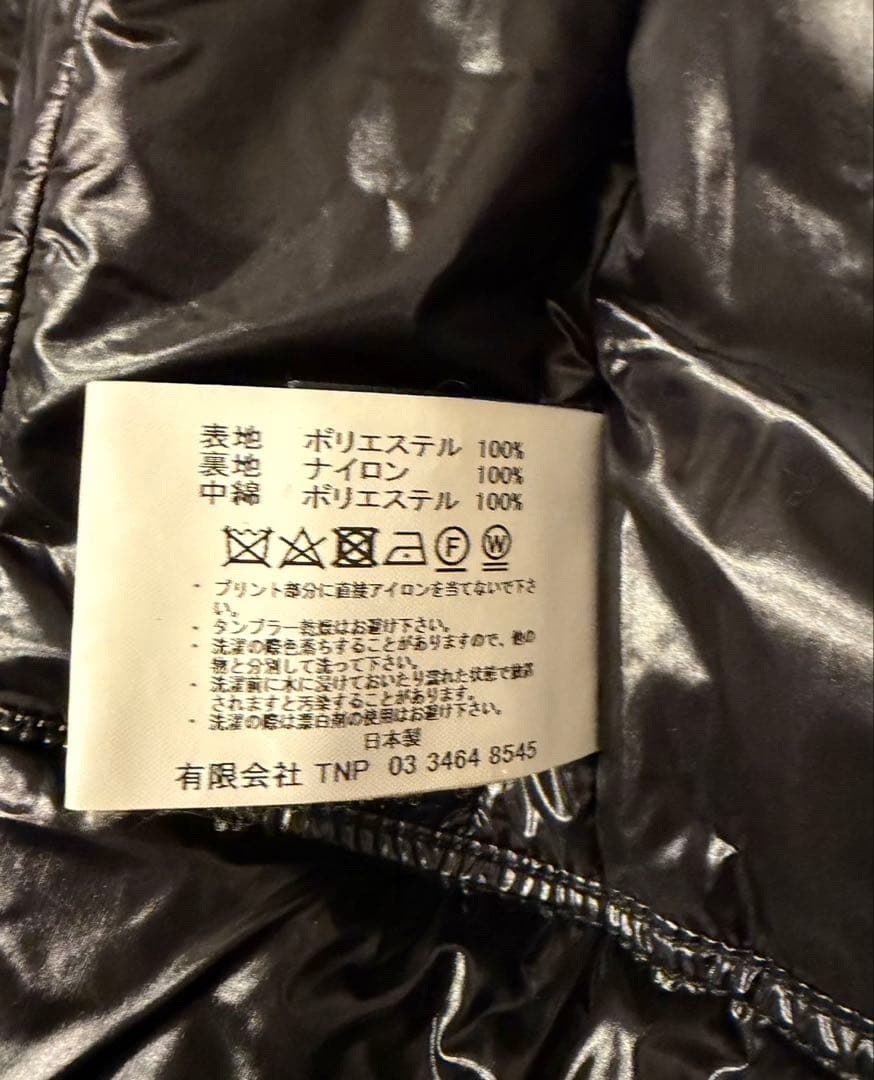 表地 ポリエステル 100%
裏地 ナイロン 100%
中綿 ポリエステル 100%
F W
・ プリント部分に直接アイロンを当てないで下さ
い。
・ タンブラー乾燥はお避け下さい。
・ 洗濯の際色落ちすることがありますので、他の
物と分別して洗って下さい。
・ 洗濯前に水に浸けておいたり濡れた状態で放置
されますと汚染することがあります。
・ 洗濯の際は漂白剤の使用はお避け下さい。
日本製
有限会社 TNP 03 3464 8545